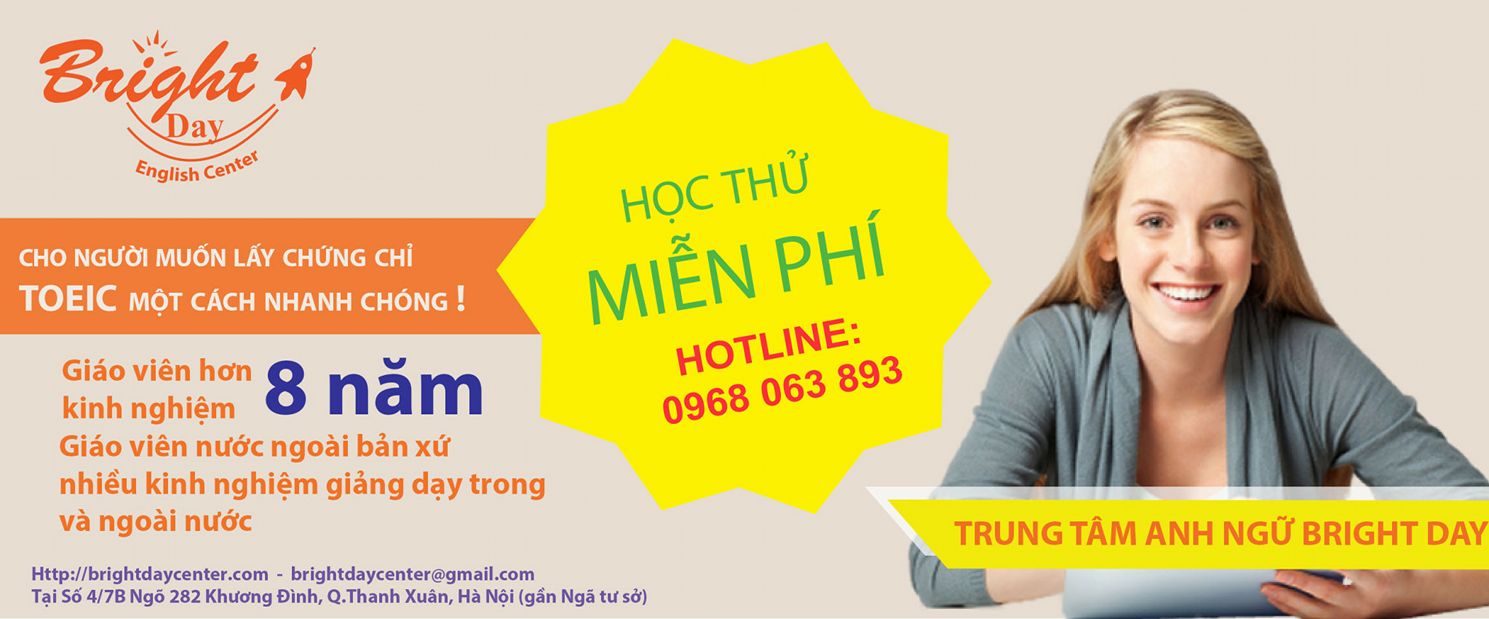 Bright
Day
English Center
CHO NGƯỜI MUỐN LẤY CHỨNG CHỈ
TOEIC MỘT CÁCH NHANH CHÓNG !
Giáo viên hơn
kinh nghiệm
8 năm
Giáo viên nước ngoài bản xứ
nhiều kinh nghiệm giảng dạy trong
và ngoài nước
Http://brightdaycenter.com - brightdaycenter@gmail.com
Tại Số 4/7B Ngõ 282 Khương Đình, Q.Thanh Xuân, Hà Nội (gần Ngã tư sở)
HỌC THỬ
MIỄN PHÍ
HOTLINE:
0968 063 893
TRUNG TÂM ANH NGỮ BRIGHT DAY